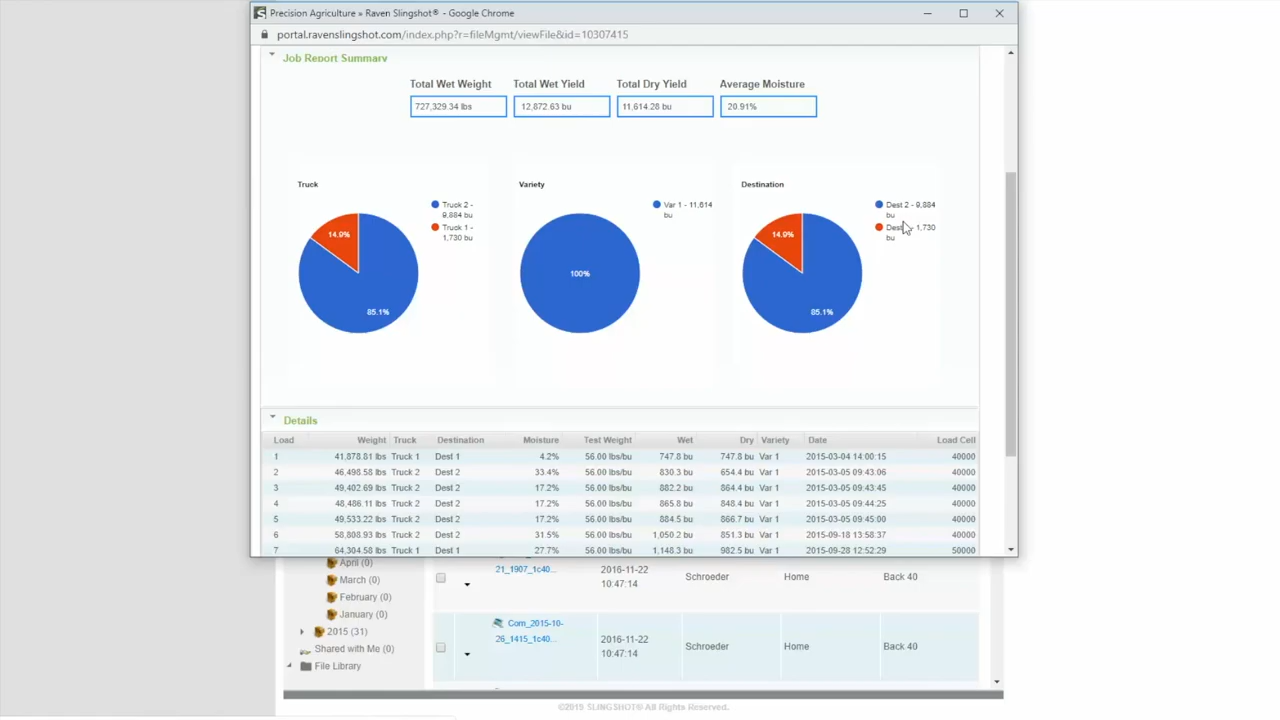 Precision Agriculture » Raven Slingshot® - Google Chrome
portal.ravenslingshot.com/index.php?r=fileMgmt/viewFile&id=10307415
Job Report Summary
Total Wet Weight Total Wet Yield Total Dry Yield Average Moisture
727,329.34 lbs 12,872.63 bu 11,614.28 bu 20.91%
Truck
Truck 2 -
9,884 bu
Truck 1 -
1,730 bu
14.9%
85.1%
Variety
Var 1 - 11,614
bu
100%
Destination
Dest 2 - 9,884
bu
Dest - 1,730
bu
14.9%
85.1%
Details
Load Weight Truck Destination Moisture Test Weight Wet Dry Variety Date Load Cell
1 41,878.81 lbs Truck 1 Dest 1 4.2% 56.00 lbs/bu 747.8 bu 747.8 bu Var 1 2015-03-04 14:00:15 40000
2 46,498.58 lbs Truck 2 Dest 2 33.4% 56.00 lbs/bu 830.3 bu 654.4 bu Var 1 2015-03-05 09:43:06 40000
3 49,402.69 lbs Truck 2 Dest 2 17.2% 56.00 lbs/bu 882.2 bu 864.4 bu Var 1 2015-03-05 09:43:45 40000
4 48,486.11 lbs Truck 2 Dest 2 17.2% 56.00 lbs/bu 865.8 bu 848.4 bu Var 1 2015-03-05 09:44:25 40000
5 49,533.22 lbs Truck 2 Dest 2 17.2% 56.00 lbs/bu 884.5 bu 866.7 bu Var 1 2015-03-05 09:45:00 40000
6 58,808.93 lbs Truck 2 Dest 2 31.5% 56.00 lbs/bu 1,050.2 bu 851.3 bu Var 1 2015-09-18 13:58:37 40000
7 64,304.58 lbs Truck 1 Dest 1 27.7% 56.00 lbs/bu 1,148.3 bu 982.5 bu Var 1 2015-09-28 12:52:29 50000
April (0)
March (0)
February (0)
January (0)
2015 (31)
Shared with Me (0)
File Library
21_1907_1c40... 2016-11-22
10:47:14 Schroeder Home Back 40
Com_2015-10-
26_1415_1c40... 2016-11-22
10:47:14 Schroeder Home Back 40
©2015 SLINGSHOT® All Rights Reserved.